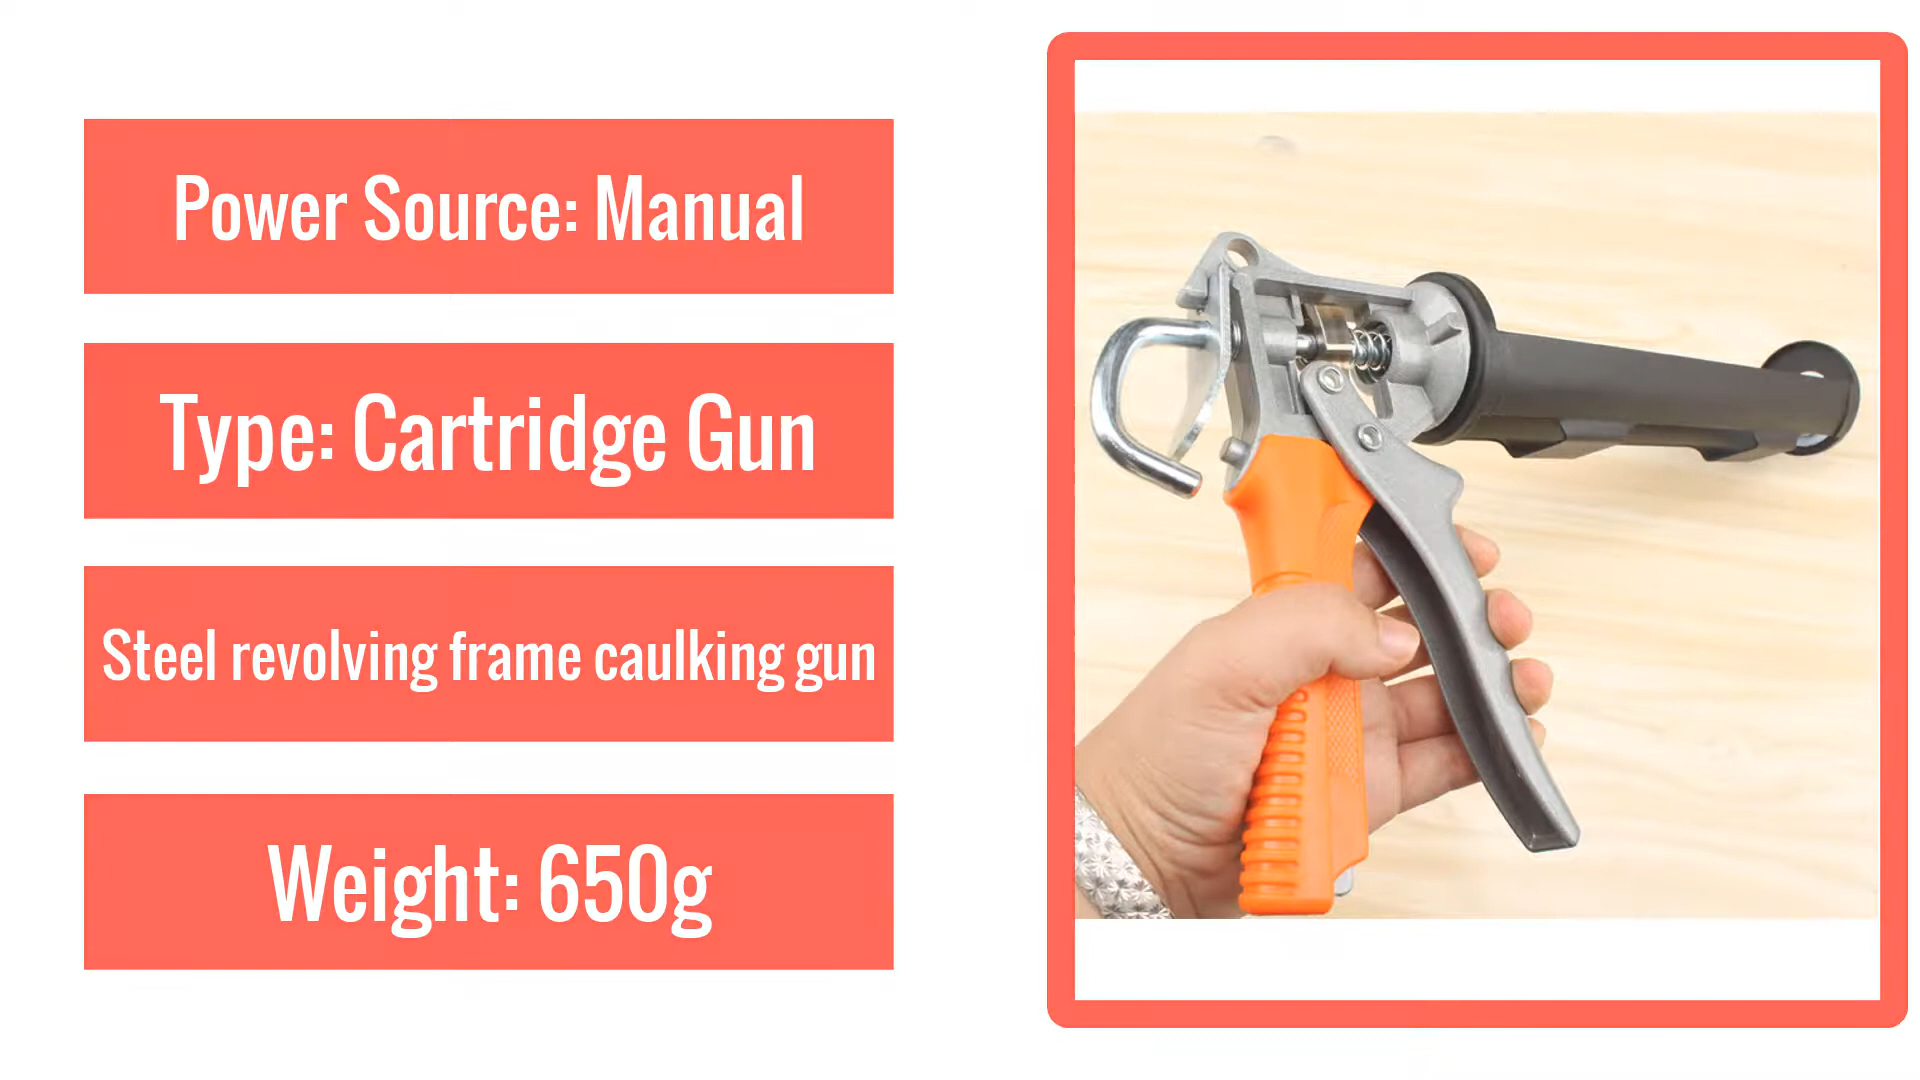 Power Source: Manual
Type: Cartridge Gun
Steel revolving frame caulking gun
Weight: 650g